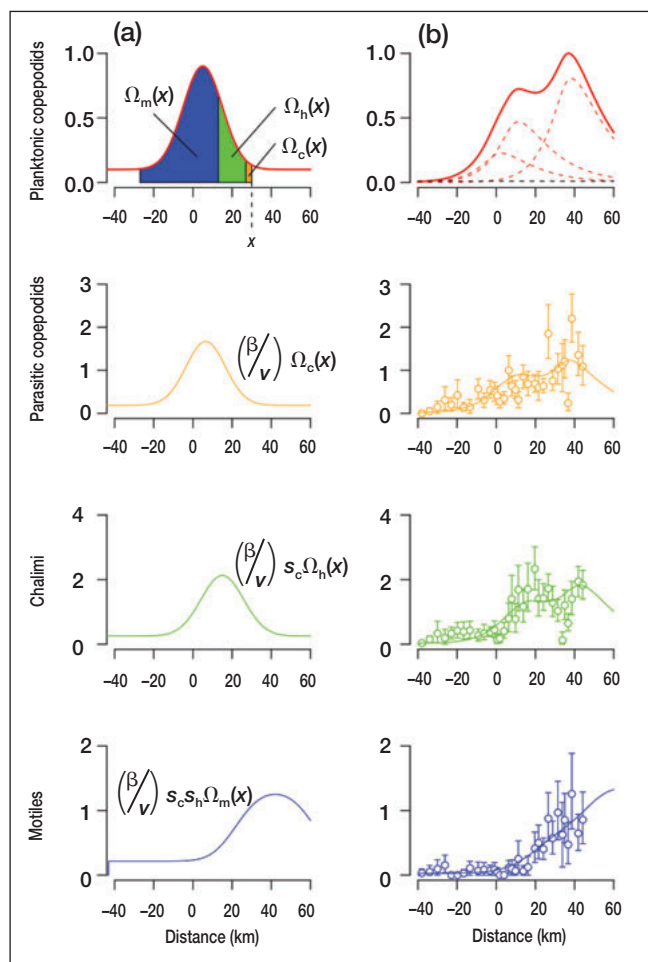 (a) (b)
Planktonic copepodids
1.0 0.5 0.0
Ωm(x) Ωh(x) Ωc(x)
–40 –20 0 20 40 60
x
1.0 0.5 0.0
–40 –20 0 20 40 60
Parasitic copepodids
3 2 1 0
(β/v) Ωc(x)
–40 –20 0 20 40 60
3 2 1 0
–40 –20 0 20 40 60
Chalimi
4 2 0
(β/v) scΩh(x)
–40 –20 0 20 40 60
4 2 0
–40 –20 0 20 40 60
Motiles
2 1 0
(β/v) scshΩm(x)
–40 –20 0 20 40 60
Distance (km)
2 1 0
–40 –20 0 20 40 60
Distance (km)